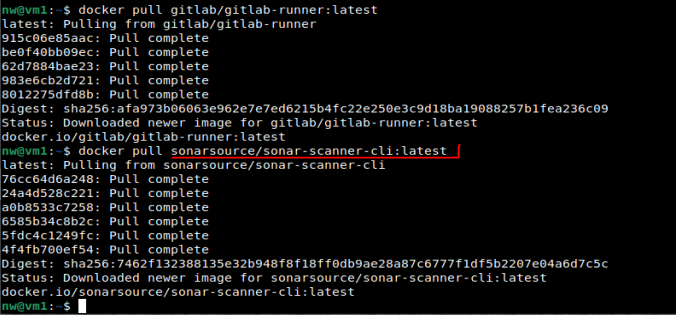 nw@vm1:~$ docker pull gitlab/gitlab-runner:latest
latest: Pulling from gitlab/gitlab-runner
915c06e85aac: Pull complete
be0f40bb09ec: Pull complete
62d7884bae23: Pull complete
983e6cb2d721: Pull complete
8012275dfd8b: Pull complete
Digest: sha256:afa973b06063e962e7e7ed6215b4fc22e250e3c9d18ba19088257b1fea236c09
Status: Downloaded newer image for gitlab/gitlab-runner:latest
docker.io/gitlab/gitlab-runner:latest
nw@vm1:~$ docker pull sonarsource/sonar-scanner-cli:latest
latest: Pulling from sonarsource/sonar-scanner-cli
76cc64d6a248: Pull complete
24a4d528c221: Pull complete
a0b8533c7258: Pull complete
6585b34c8b2c: Pull complete
5fdc4c1249fc: Pull complete
4f4fb700ef54: Pull complete
Digest: sha256:7462f132388135e32b948f8f18ff0db9ae28a87c6777f1df5b2207e04a6d7c5c
Status: Downloaded newer image for sonarsource/sonar-scanner-cli:latest
docker.io/sonarsource/sonar-scanner-cli:latest
nw@vm1:~$